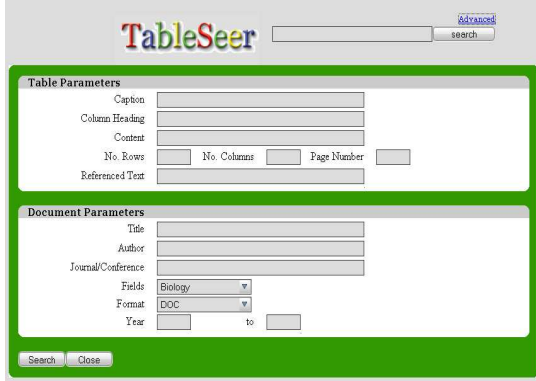 Advanced
TableSeer search
Table Parameters
Caption
Column Heading
Content
No. Rows No. Columns Page Number
Referenced Text
Document Parameters
Title
Author
Journal/Conference
Fields Biology
Format DOC
Year to
Search Close